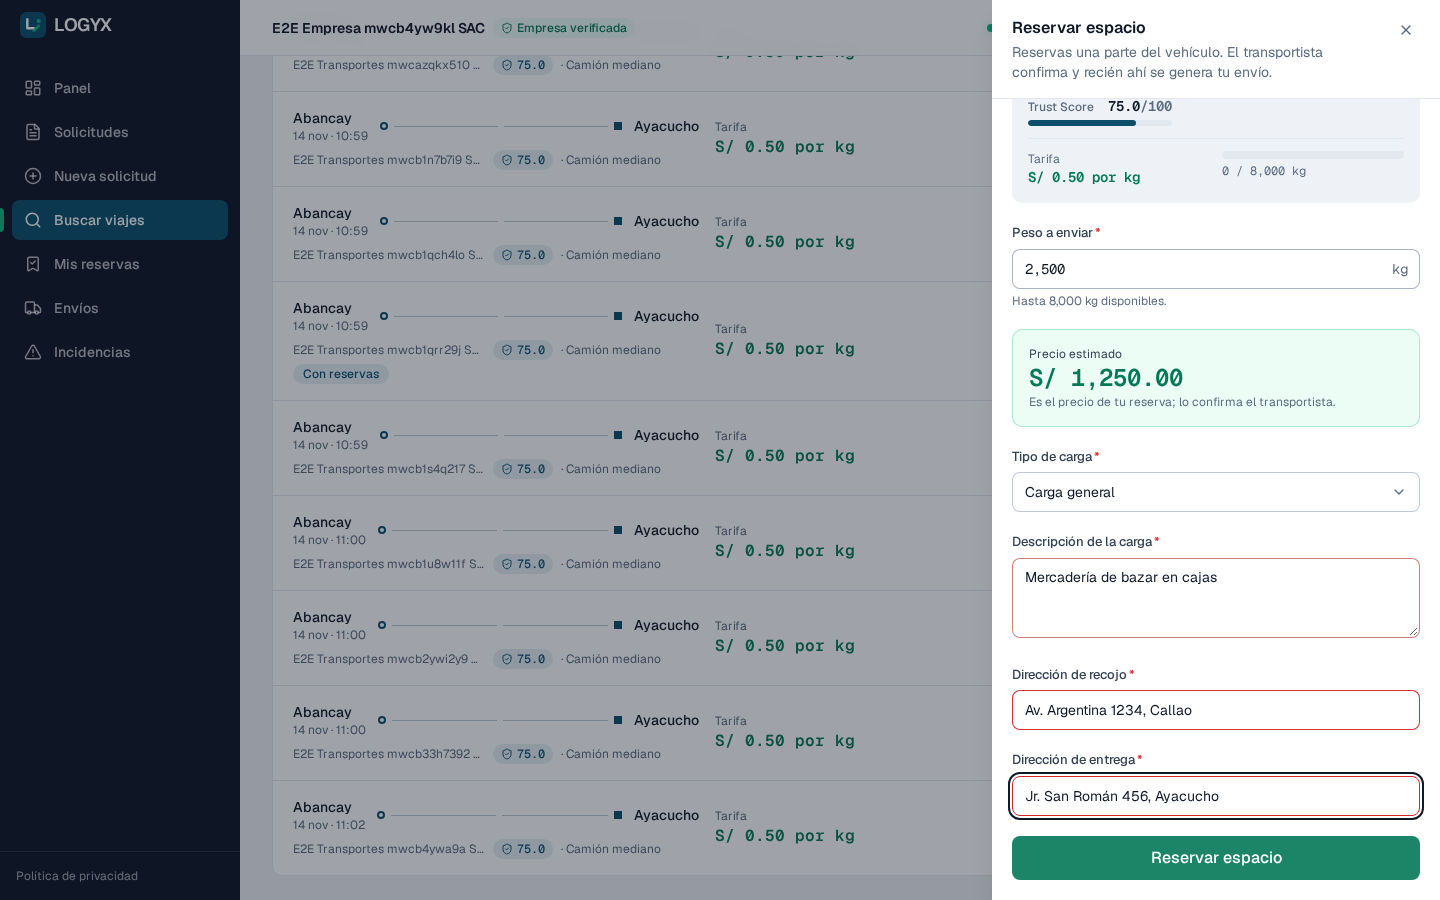 LOGYX
Panel
Solicitudes
Nueva solicitud
Buscar viajes
Mis reservas
Envíos
Incidencias
Política de privacidad
E2E Empresa mwcb4yw9kl SAC
Empresa verificada
E2E Transportes mwcazqkx510 ...
75.0
· Camión mediano
Abancay
14 nov · 10:59
Ayacucho
Tarifa
S/ 0.50 por kg
E2E Transportes mwcb1n7b7i9 S...
75.0
· Camión mediano
Abancay
14 nov · 10:59
Ayacucho
Tarifa
S/ 0.50 por kg
E2E Transportes mwcb1qch4lo S...
75.0
· Camión mediano
Abancay
14 nov · 10:59
Ayacucho
Tarifa
S/ 0.50 por kg
E2E Transportes mwcb1qrr29j S...
75.0
· Camión mediano
Con reservas
Abancay
14 nov · 10:59
Ayacucho
Tarifa
S/ 0.50 por kg
E2E Transportes mwcb1s4q217 S...
75.0
· Camión mediano
Abancay
14 nov · 11:00
Ayacucho
Tarifa
S/ 0.50 por kg
E2E Transportes mwcb1u8w11f S...
75.0
· Camión mediano
Abancay
14 nov · 11:00
Ayacucho
Tarifa
S/ 0.50 por kg
E2E Transportes mwcb2ywi2y9 ...
75.0
· Camión mediano
Abancay
14 nov · 11:00
Ayacucho
Tarifa
S/ 0.50 por kg
E2E Transportes mwcb33h7392 ...
75.0
· Camión mediano
Abancay
14 nov · 11:02
Ayacucho
Tarifa
S/ 0.50 por kg
E2E Transportes mwcb4ywa9a S...
75.0
· Camión mediano
Reservar espacio
Reservas una parte del vehículo. El transportista
confirma y recién ahí se genera tu envío.
Trust Score 75.0/100
Tarifa
S/ 0.50 por kg
0 / 8,000 kg
Peso a enviar *
2,500 kg
Hasta 8,000 kg disponibles.
Precio estimado
S/ 1,250.00
Es el precio de tu reserva; lo confirma el transportista.
Tipo de carga *
Carga general
Descripción de la carga *
Mercadería de bazar en cajas
Dirección de recojo *
Av. Argentina 1234, Callao
Dirección de entrega *
Jr. San Román 456, Ayacucho
Reservar espacio